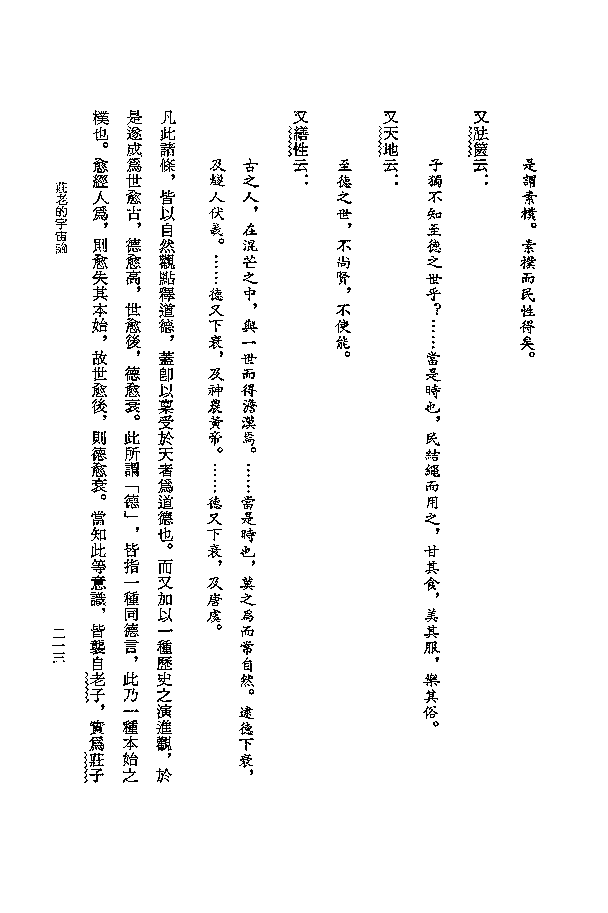 是謂素樸。素樸而民性得矣。
又胠篋云：
子獨不知至德之世乎？……當是時也，民結繩而用之，甘其食，美其服，樂其俗。
又天地云：
至德之世，不尚賢，不使能。
又繕性云：
古之人，在混芒之中，與一世而得澹漠焉。……當是時也，莫之爲而常自然。逮德下衰，
及燧人伏羲。……德又下衰，及神農黃帝。……德又下衰，及唐虞。
凡此諸條，皆以自然觀點釋道德，蓋卽以稟受於天者爲道德也。而又加以一種歷史之演進觀，於
是遂成爲世愈古，德愈高，世愈後，德愈衰。此所謂「德」，皆指一種同德言，此乃一種本始之
樸也。愈經人爲，則愈失其本始，故世愈後，則德愈衰。當知此等意識，皆襲自老子，實爲莊子
莊老的宇宙論
二一三